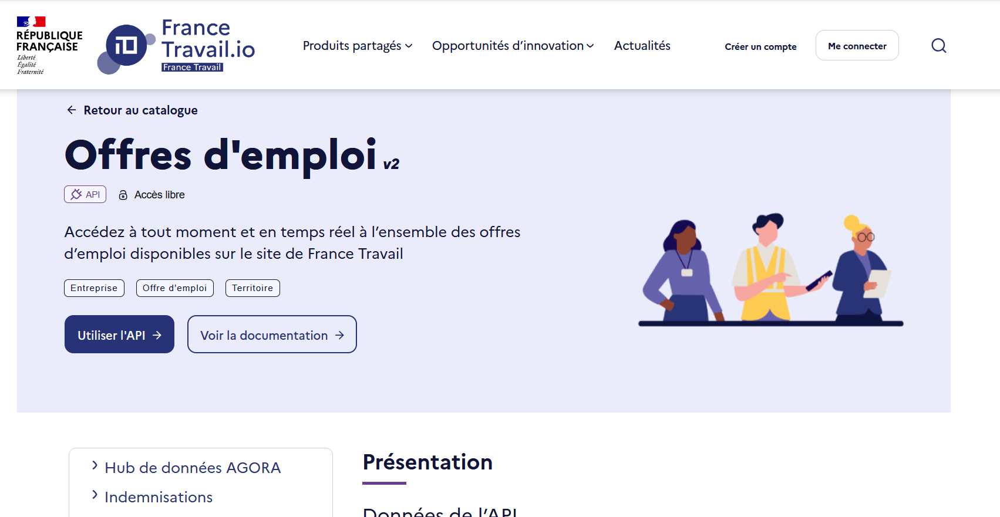 RÉPUBLIQUE
FRANÇAISE
Liberté
Égalité
Fraternité
France
Travail.io
France Travail
Produits partagés
Opportunités d’innovation
Actualités
Créer un compte
Me connecter
Retour au catalogue
Offres d'emploi v2
API
Accès libre
Accédez à tout moment et en temps réel à l’ensemble des offres
d’emploi disponibles sur le site de France Travail
Entreprise
Offre d'emploi
Territoire
Utiliser l'API
Voir la documentation
Hub de données AGORA
Indemnisations
Présentation
Données de l’API